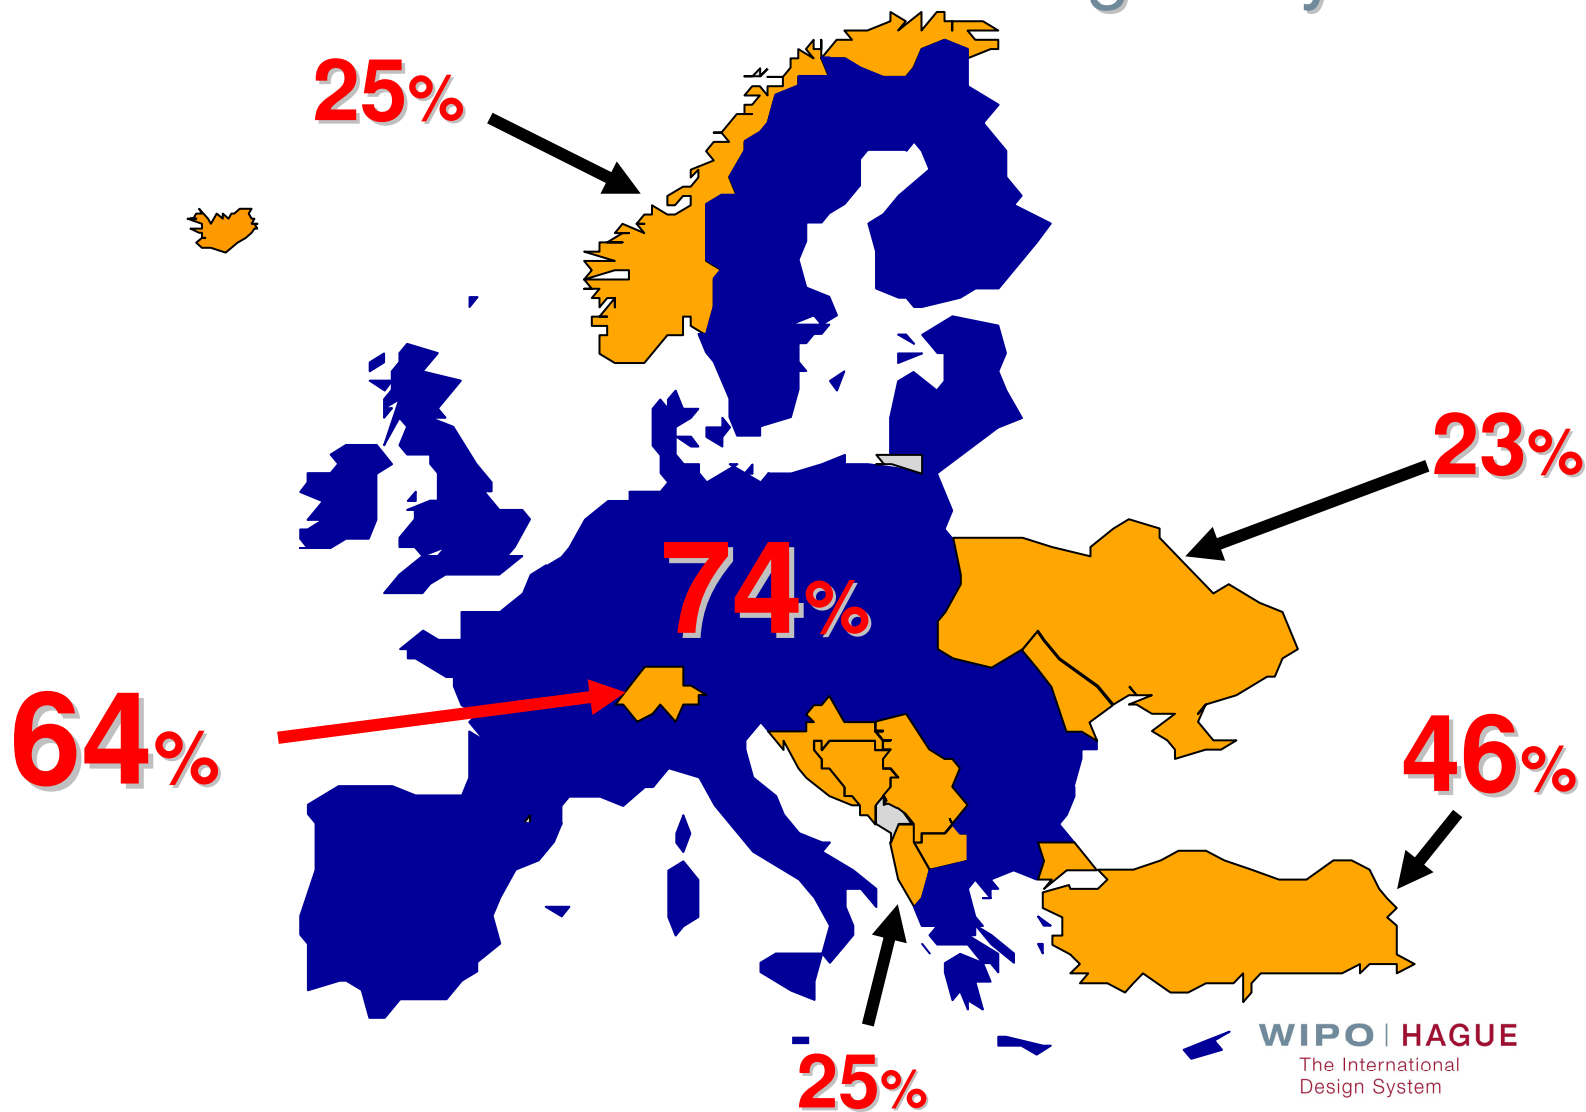 25%
23%
74%
64%
46%
25%
WIPO | HAGUE
The International
Design System